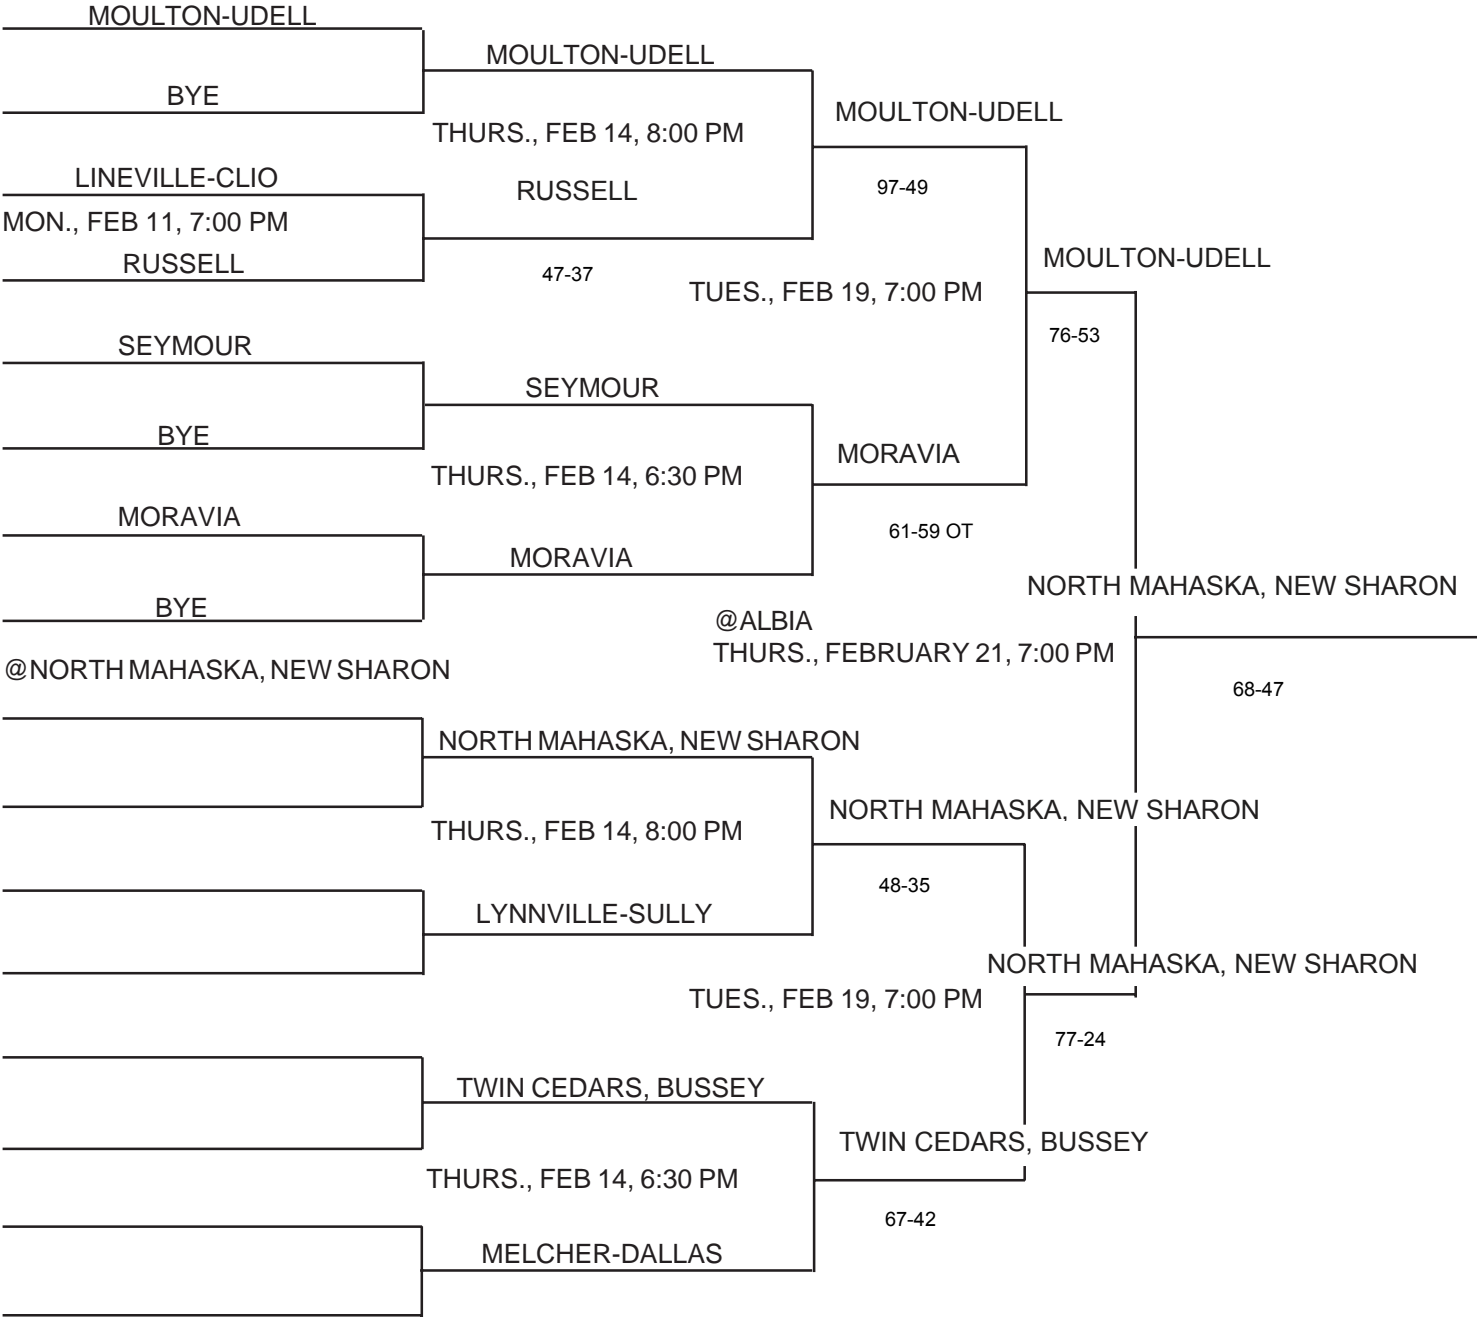 MOULTON-UDELL
MOULTON-UDELL
BYE
MOULTON-UDELL
THURS., FEB 14, 8:00 PM
LINEVILLE-CLIO
RUSSELL
97-49
MON., FEB 11, 7:00 PM
RUSSELL
47-37
MOULTON-UDELL
TUES., FEB 19, 7:00 PM
76-53
SEYMOUR
SEYMOUR
BYE
MORAVIA
THURS., FEB 14, 6:30 PM
MORAVIA
61-59 OT
MORAVIA
BYE
NORTH MAHASKA, NEW SHARON
@ALBIA
THURS., FEBRUARY 21, 7:00 PM
@NORTH MAHASKA, NEW SHARON
68-47
NORTH MAHASKA, NEW SHARON
NORTH MAHASKA, NEW SHARON
THURS., FEB 14, 8:00 PM
48-35
LYNNVILLE-SULLY
NORTH MAHASKA, NEW SHARON
TUES., FEB 19, 7:00 PM
77-24
TWIN CEDARS, BUSSEY
TWIN CEDARS, BUSSEY
THURS., FEB 14, 6:30 PM
67-42
MELCHER-DALLAS